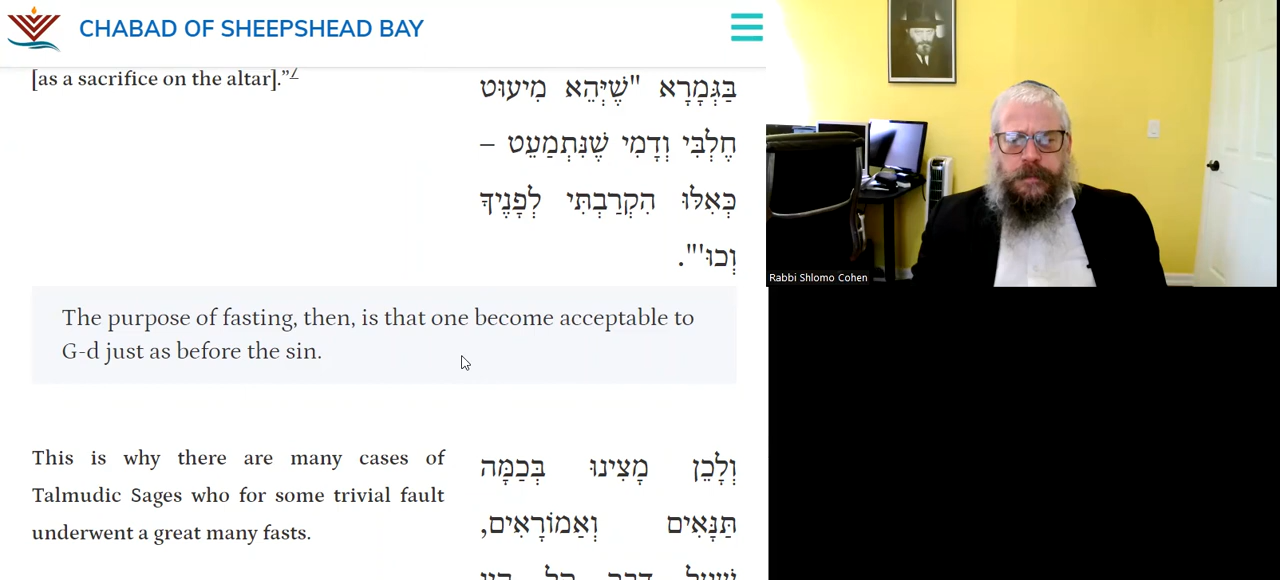 CHABAD OF SHEEPSHEAD BAY
[as a sacrifice on the altar].”7
בַּגְּמָרָא "שֶׁיְּהֵא מִיעוּט
חֶלְבִּי וְדָמִי שֶׁנִּתְמַעֵט –
כְּאִלּוּ הִקְרַבְתִּי לְפָנֶיךָ
וְכוּ'".
The purpose of fasting, then, is that one become acceptable to
G-d just as before the sin.
This is why there are many cases of
Talmudic Sages who for some trivial fault
underwent a great many fasts.
וְלָכֵן מָצִינוּ בְּכַמָּה
תַּנָּאִים וְאַמוֹרָאִים,
Rabbi Shlomo Cohen